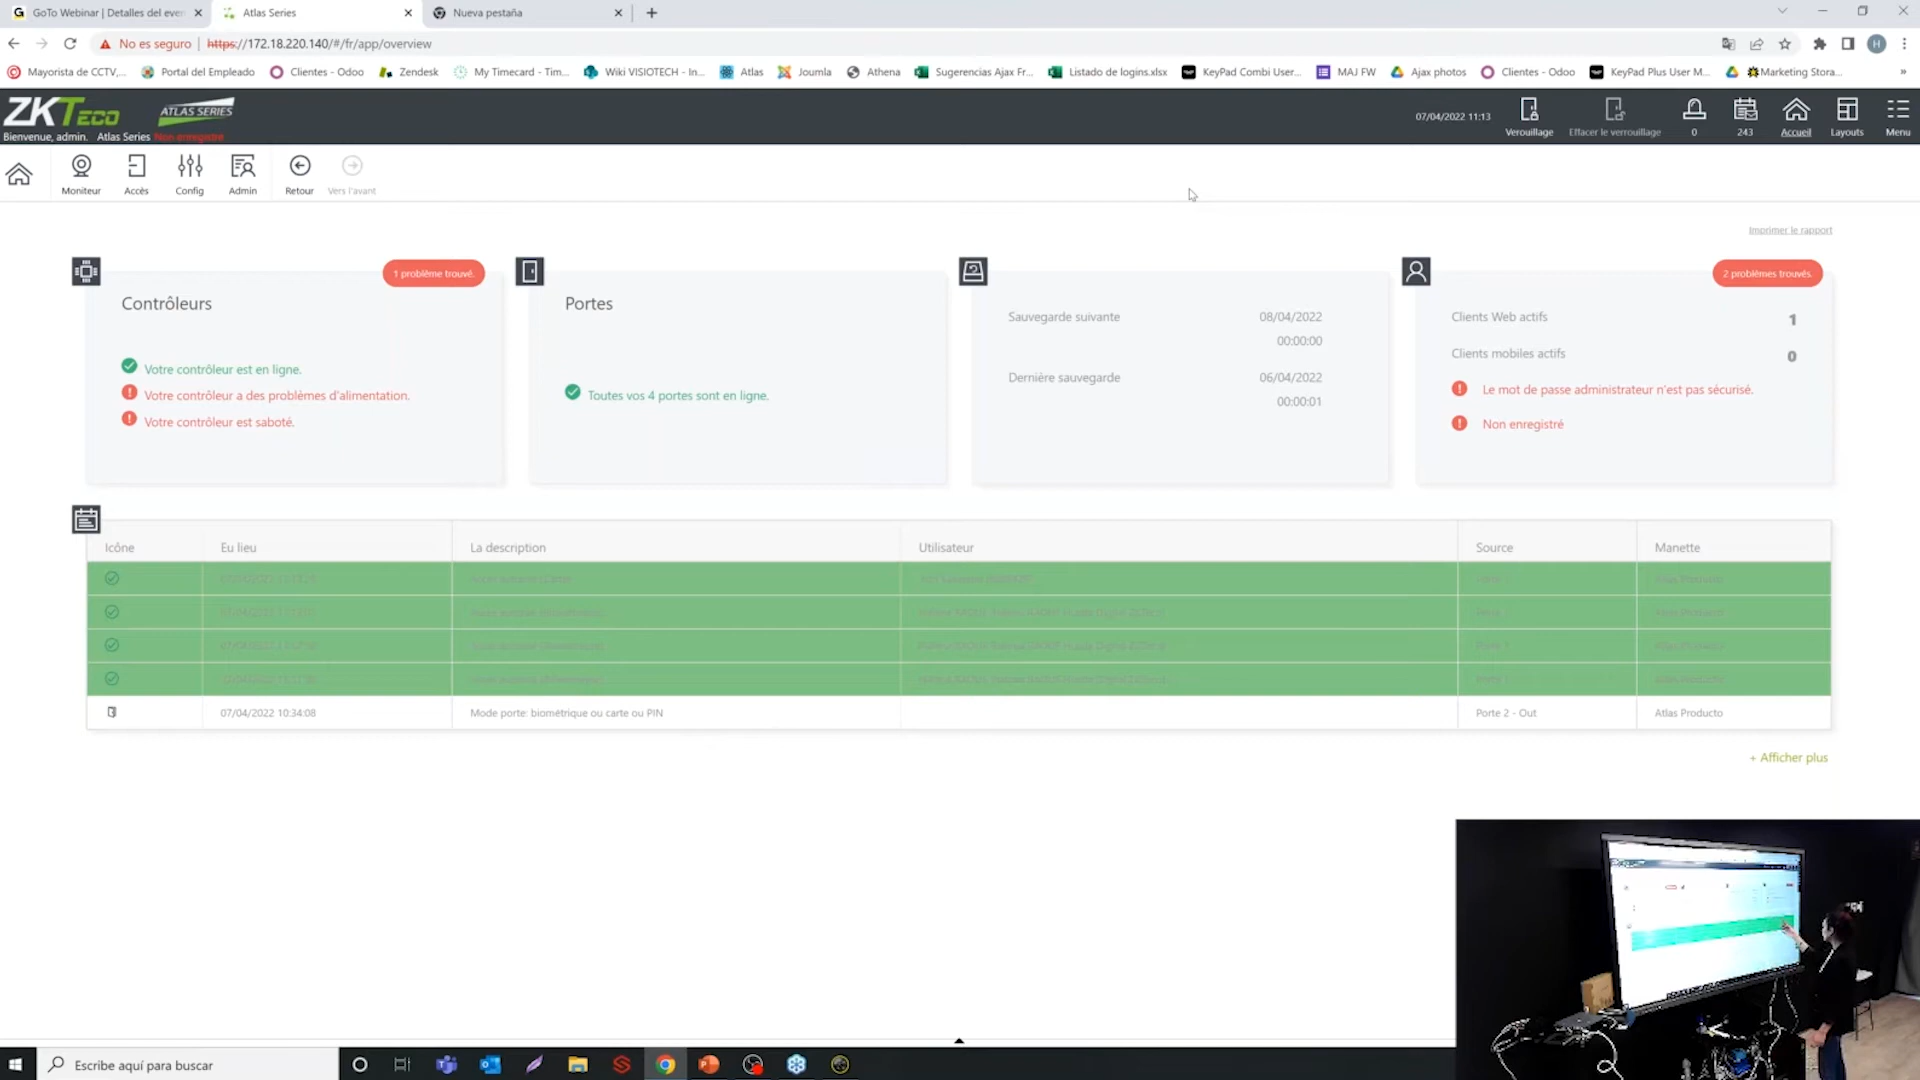 GoTo Webinar | Detalles del even
Atlas Series
Nueva pestaña
No es seguro
https://172.18.220.140/#/fr/app/overview
Mayorista de CCTV,...
Portal del Empleado
Clientes - Odoo
Zendesk
My Timecard - Tim...
Wiki VISIOTECH - In...
Atlas
Joumla
Athena
Sugerencias Ajax Fr...
Listado de logins.xlsx
KeyPad Combi User...
MAJ FW
Ajax photos
Clientes - Odoo
KeyPad Plus User M...
Marketing Stora...
»
ZKTeco
ATLAS SERIES
Bienvenue, admin. Atlas Series Non enregistré
07/04/2022 11:13
Verouillage
Effacer le verrouillage
0
243
Accueil
Layouts
Menu
Moniteur
Accès
Config
Admin
Retour
Vers l'avant
Imprimer le rapport
1 problème trouvé.
Contrôleurs
Votre contrôleur est en ligne.
Votre contrôleur a des problèmes d'alimentation.
Votre contrôleur est saboté.
Portes
Toutes vos 4 portes sont en ligne.
Sauvegarde suivante 08/04/2022
00:00:00
Dernière sauvegarde 06/04/2022
00:00:01
2 problèmes trouvés.
Clients Web actifs 1
Clients mobiles actifs 0
Le mot de passe administrateur n'est pas sécurisé.
Non enregistré
Icône Eu lieu La description Utilisateur Source Manette
07/04/2022 10:34:08 Mode porte: biométrique ou carte ou PIN Porte 2 - Out Atlas Producto
+ Afficher plus
Escribe aquí para buscar